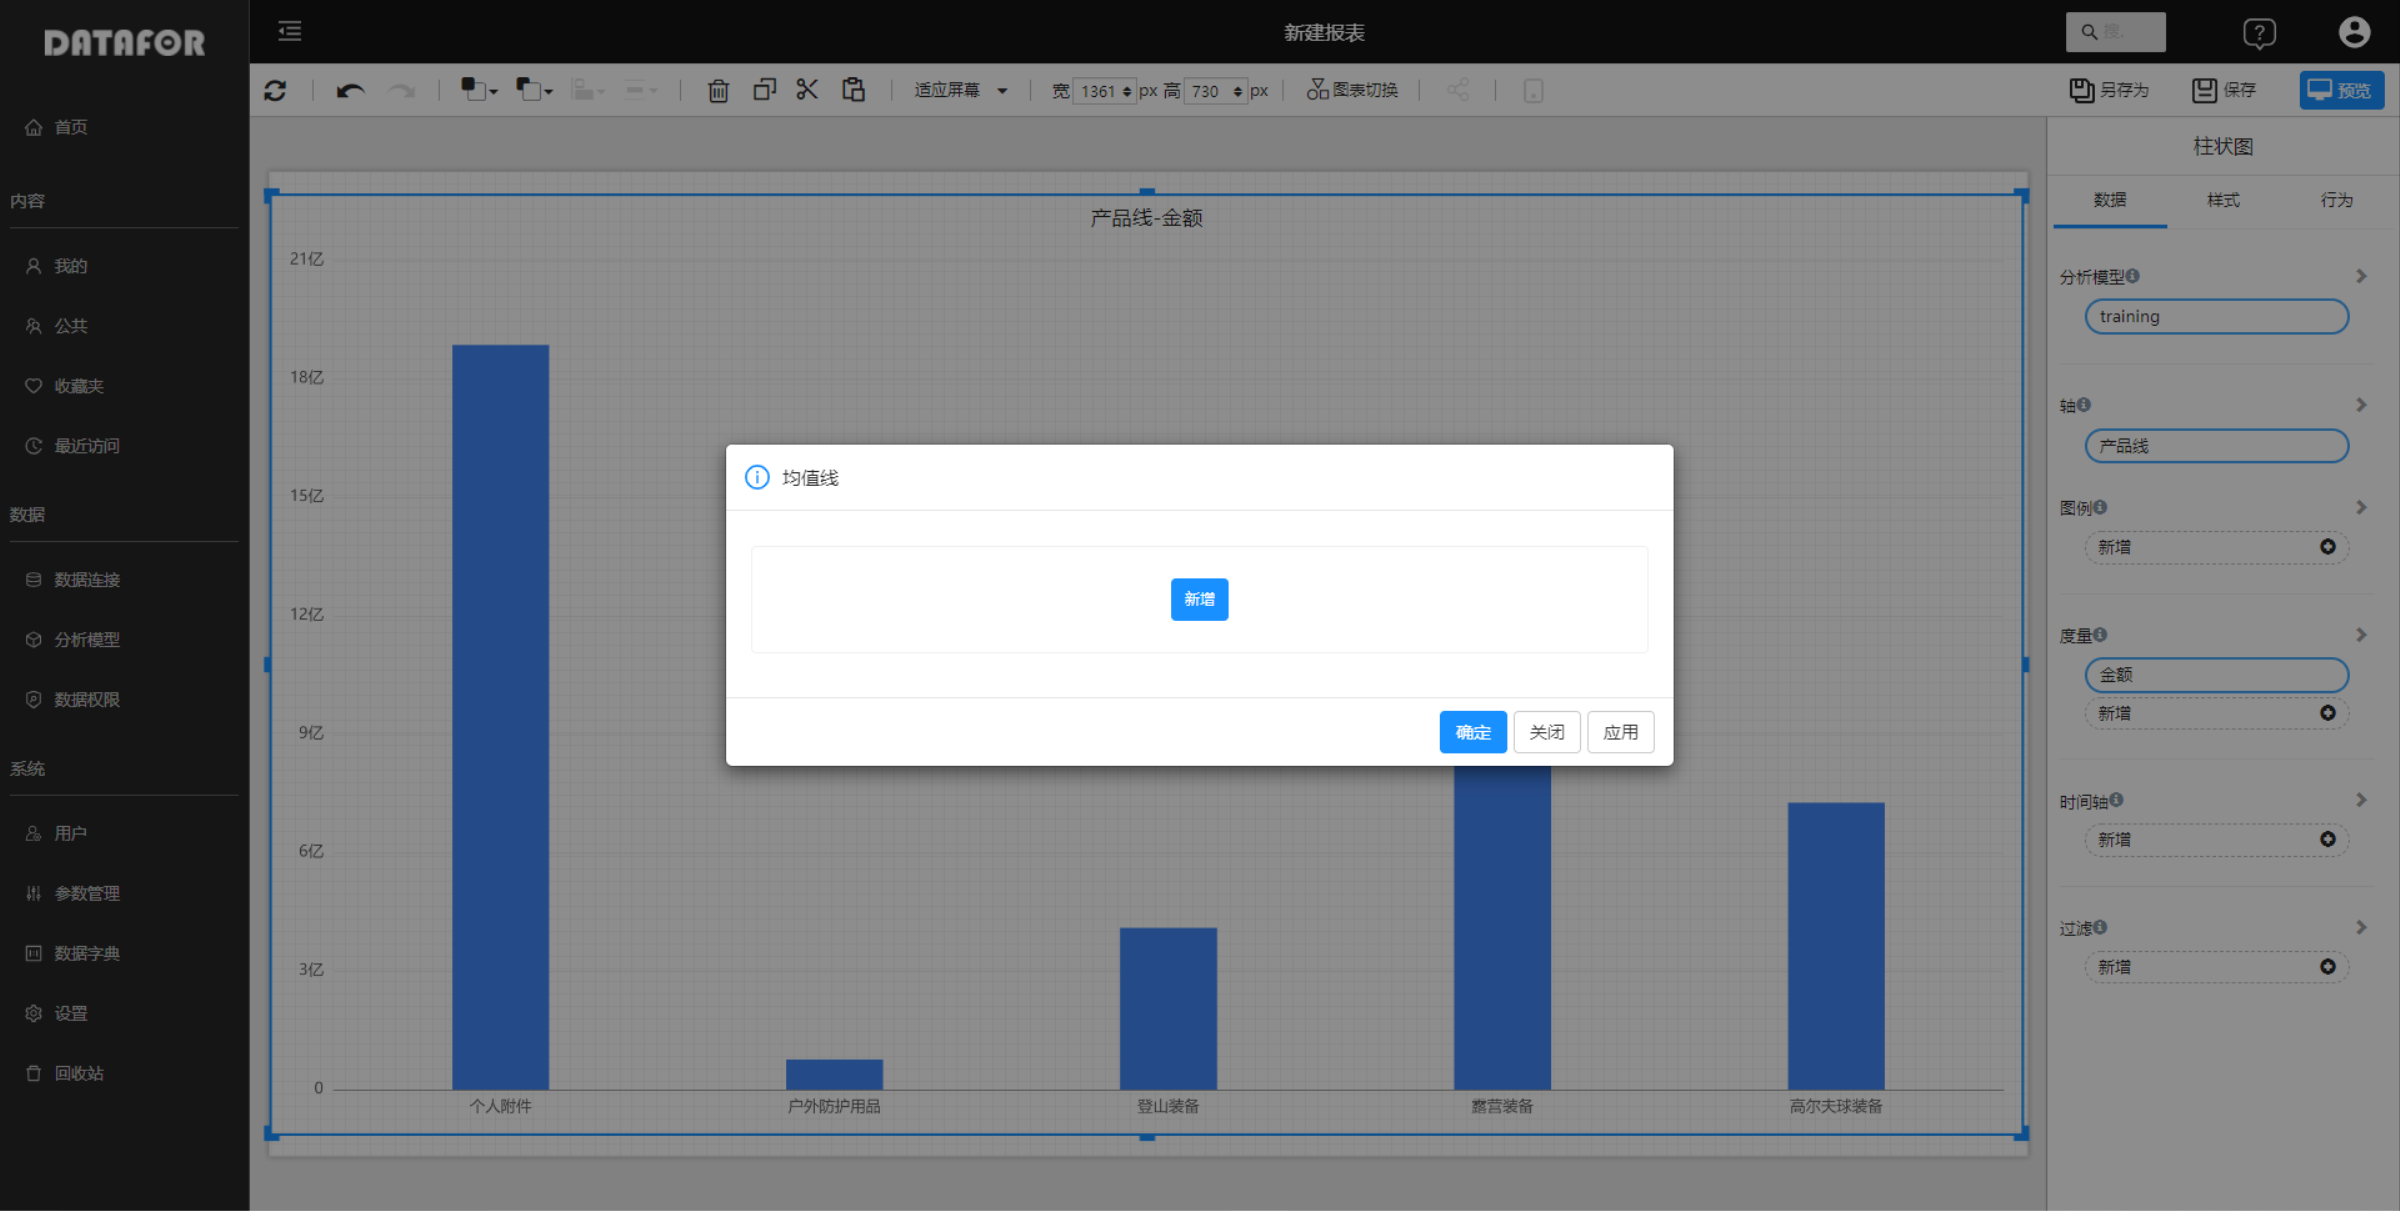 DATAFOR
新建报表
搜.
适应屏幕
宽 1361 px 高 730 px
图表切换
另存为
保存
预览
首页
内容
我的
公共
收藏夹
最近访问
数据
数据连接
分析模型
数据权限
系统
用户
参数管理
数据字典
设置
回收站
产品线-金额
21亿
18亿
15亿
12亿
9亿
6亿
3亿
0
个人附件
户外防护用品
登山装备
露营装备
高尔夫球装备
均值线
新增
确定
关闭
应用
柱状图
数据
样式
行为
分析模型
training
轴
产品线
图例
新增
度量
金额
新增
时间轴
新增
过滤
新增